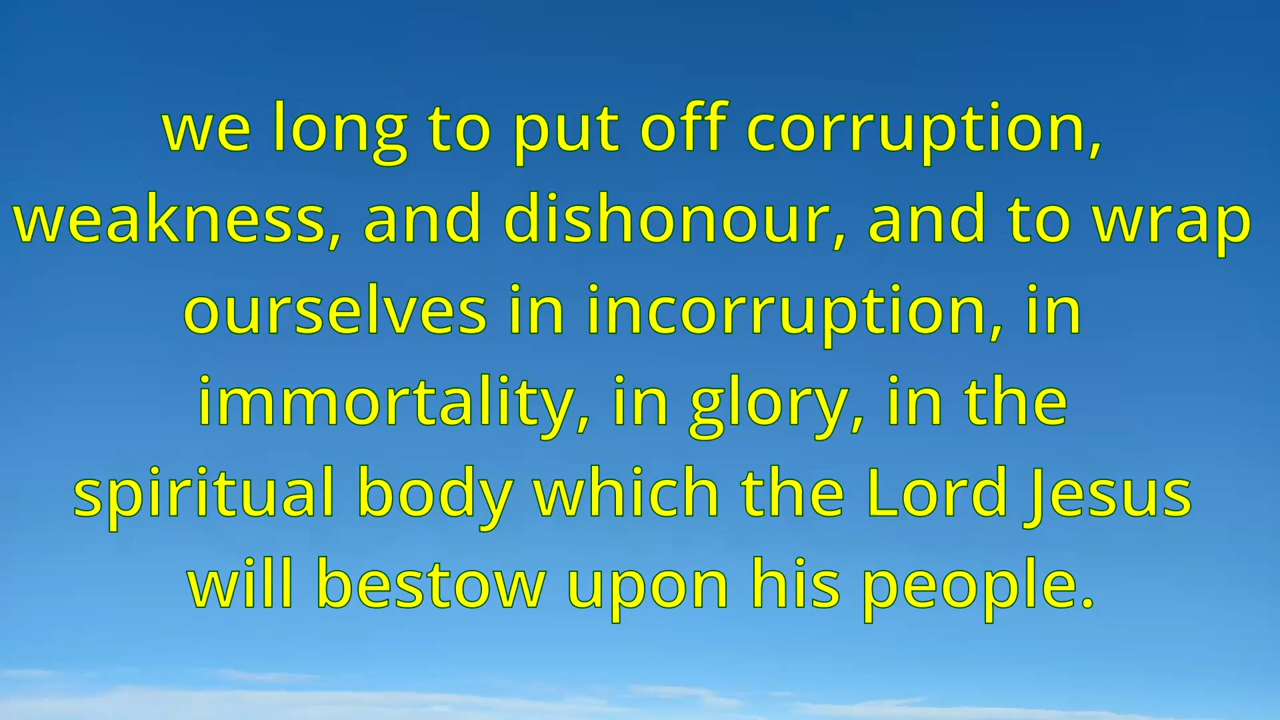 we long to put off corruption,
weakness, and dishonour, and to wrap
ourselves in incorruption, in
immortality, in glory, in the
spiritual body which the Lord Jesus
will bestow upon his people.